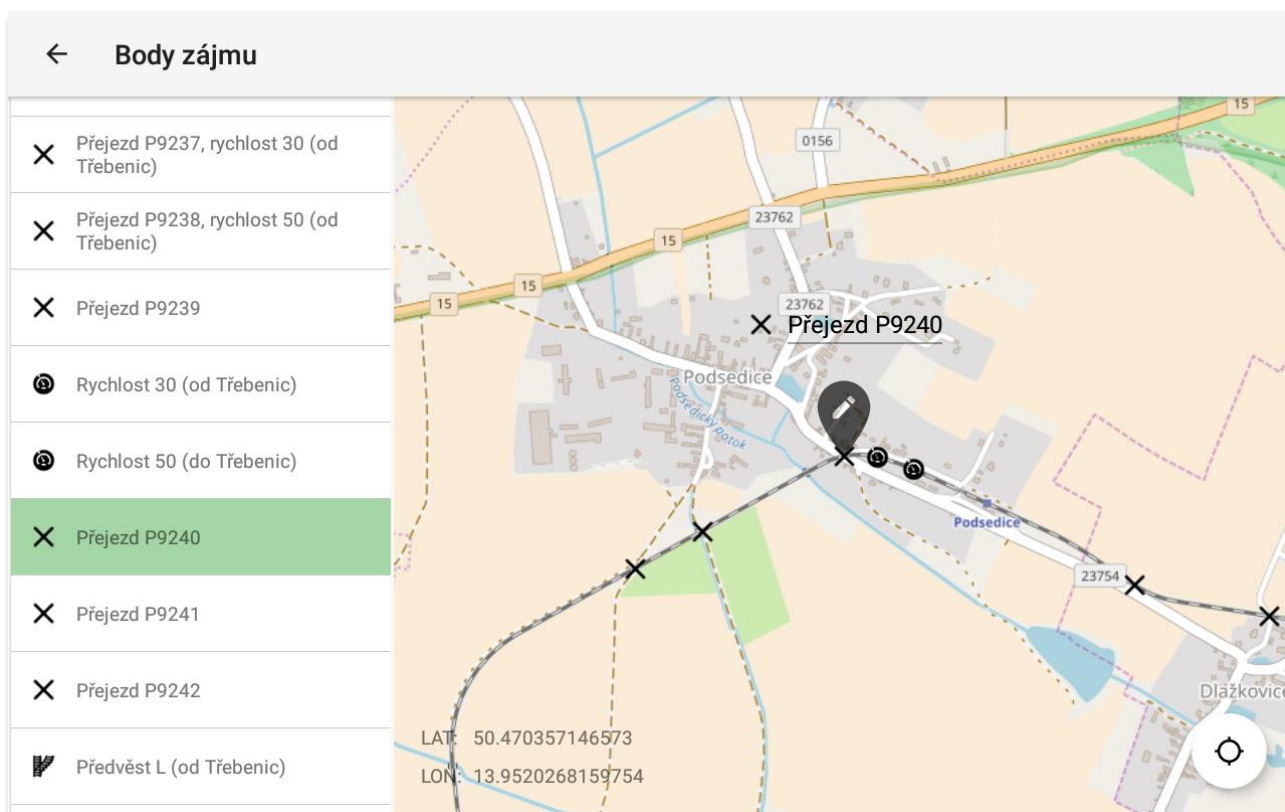 Body zájmu
Přejezd P9237, rychlost 30 (od
Třebenic)
Přejezd P9238, rychlost 50 (od
Třebenic)
Přejezd P9239
Rychlost 30 (od Třebenic)
Rychlost 50 (do Třebenic)
Přejezd P9240
Přejezd P9241
Přejezd P9242
Předvěst L (od Třebenic)
15
0156
23762
15
15
15
23762
Přejezd P9240
Podsedice
Podsedický potok
Podsedice
23754
Dlažkovice
LAT: 50.470357146573
LON: 13.9520268159754